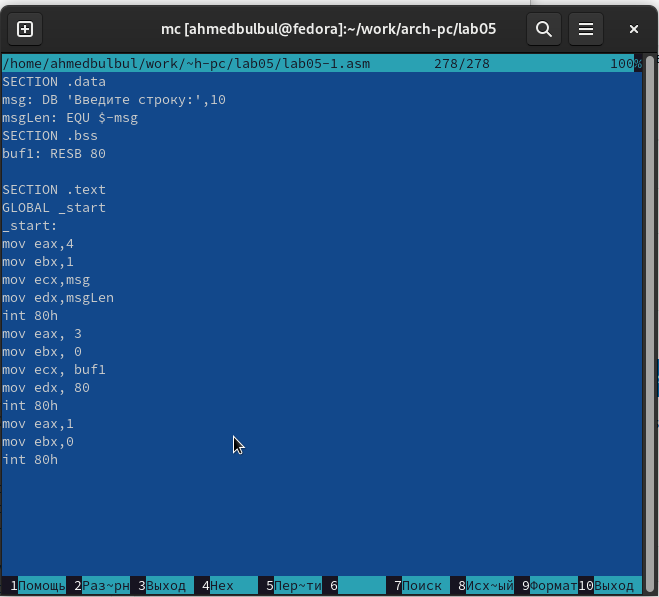 mc [ahmedbulbul@fedora]:~/work/arch-pc/lab05
/home/ahmedbulbul/work/~h-pc/lab05/lab05-1.asm 278/278 100%
SECTION .data
msg: DB 'Введите строку:',10
msgLen: EQU $-msg
SECTION .bss
buf1: RESB 80
SECTION .text
GLOBAL _start
_start:
mov eax,4
mov ebx,1
mov ecx,msg
mov edx,msgLen
int 80h
mov eax, 3
mov ebx, 0
mov ecx, buf1
mov edx, 80
int 80h
mov eax,1
mov ebx,0
int 80h
1Помощь 2Раз~рн 3Выход 4Hex 5Пер~ти 6 7Поиск 8Исх~ый 9Формат 10Выход